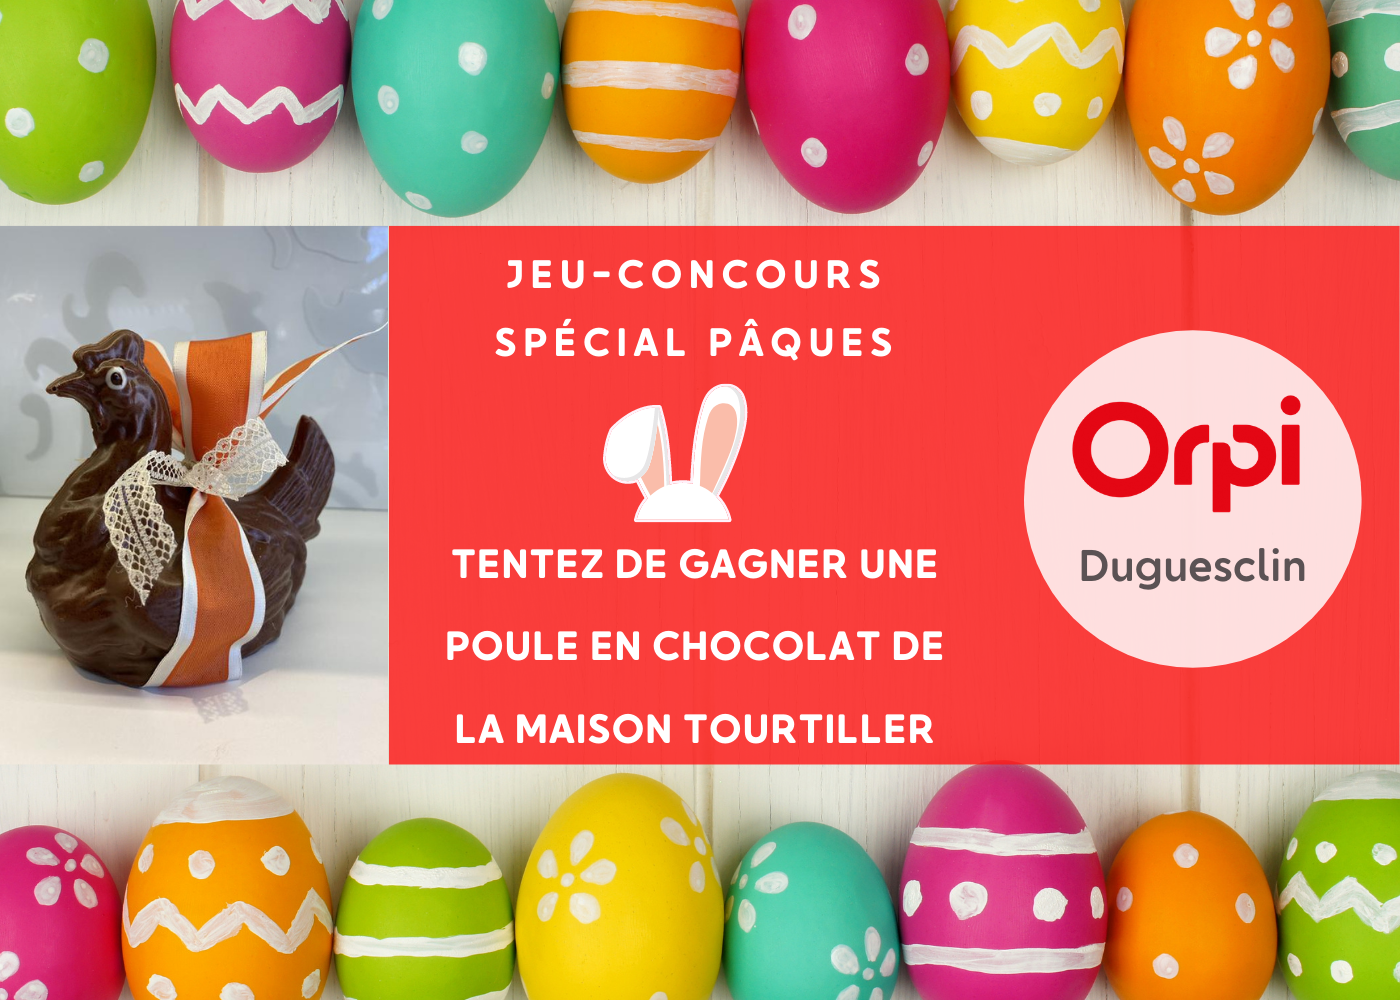 JEU-CONCOURS
SPÉCIAL PÂQUES
TENTEZ DE GAGNER UNE
POULE EN CHOCOLAT DE
LA MAISON TOURTILLER
Orpi
Duguesclin